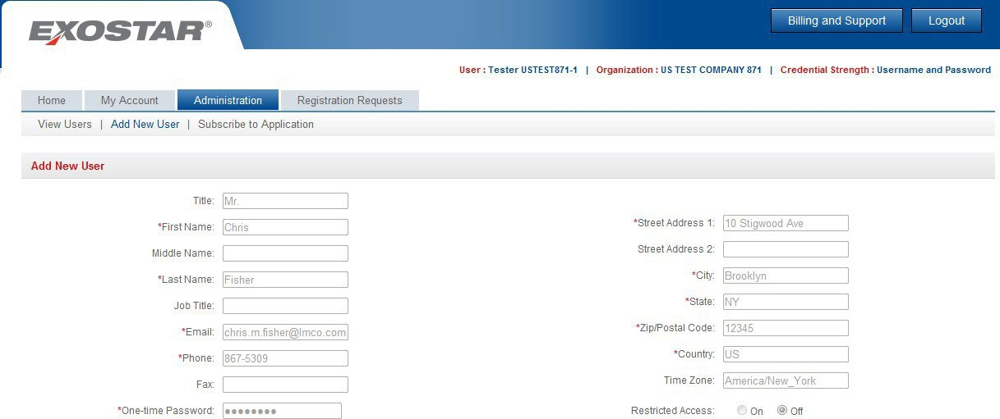 EXOSTAR®
Billing and Support Logout
User : Tester USTEST871-1 | Organization : US TEST COMPANY 871 | Credential Strength : Username and Password
Home My Account Administration Registration Requests
View Users | Add New User | Subscribe to Application
Add New User
Title: Mr.
*First Name: Chris
Middle Name:
*Last Name: Fisher
Job Title:
*Email: chris.m.fisher@lmco.com
*Phone: 867-5309
Fax:
*One-time Password: ●●●●●●●●
*Street Address 1: 10 Stigwood Ave
Street Address 2:
*City: Brooklyn
*State: NY
*Zip/Postal Code: 12345
*Country: US
Time Zone: America/New_York
Restricted Access: On Off